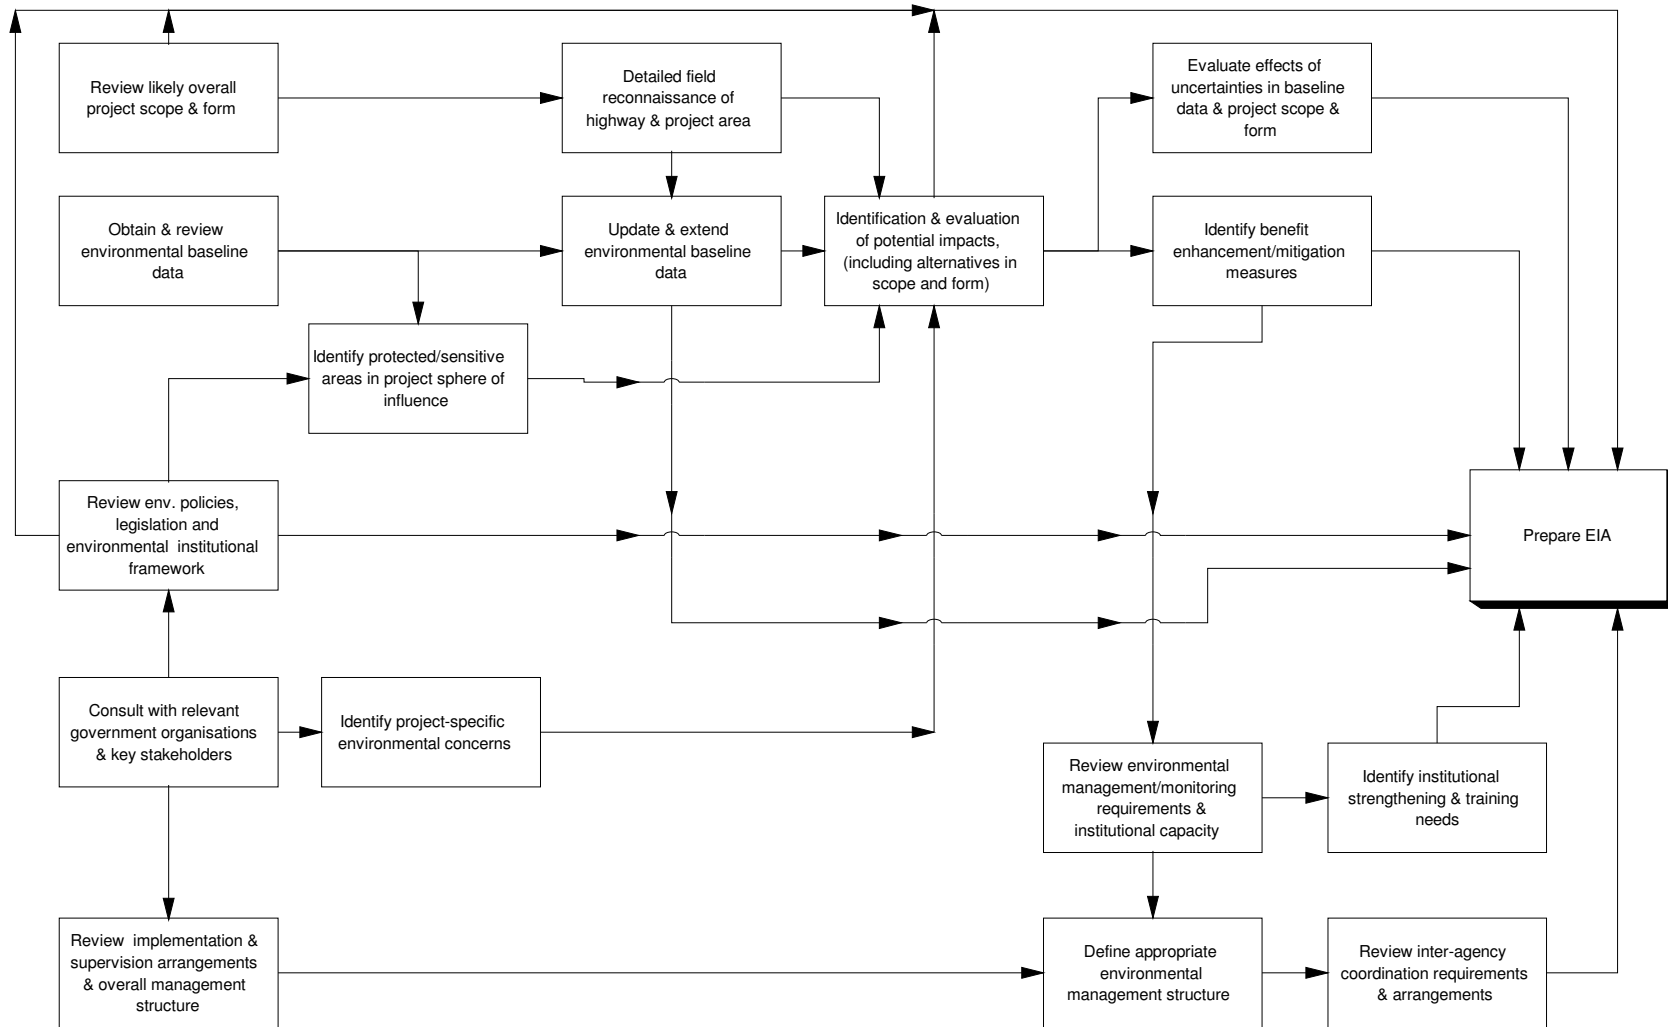 Review likely overall
project scope & form
Detailed field
reconnaissance of
highway & project area
Evaluate effects of
uncertainties in baseline
data & project scope &
form
Obtain & review
environmental baseline
data
Update & extend
environmental baseline
data
Identification & evaluation
of potential impacts,
(including alternatives in
scope and form)
Identify benefit
enhancement/mitigation
measures
Identify protected/sensitive
areas in project sphere of
influence
Review env. policies,
legislation and
environmental institutional
framework
Prepare EIA
Consult with relevant
government organisations
& key stakeholders
Identify project-specific
environmental concerns
Review environmental
management/monitoring
requirements &
institutional capacity
Identify institutional
strengthening & training
needs
Review implementation &
supervision arrangements
& overall management
structure
Define appropriate
environmental
management structure
Review inter-agency
coordination requirements
& arrangements